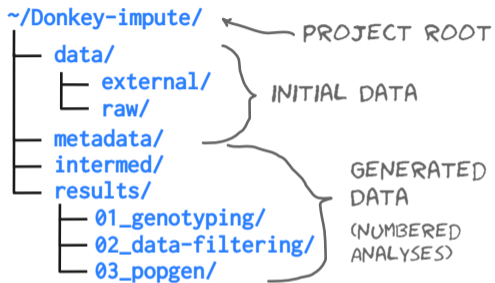 ~/Donkey-impute/
PROJECT ROOT
data/
external/
raw/
INITIAL DATA
metadata/
intermed/
results/
01_genotyping/
02_data-filtering/
03_popgen/
GENERATED
DATA
(NUMBERED
ANALYSES)